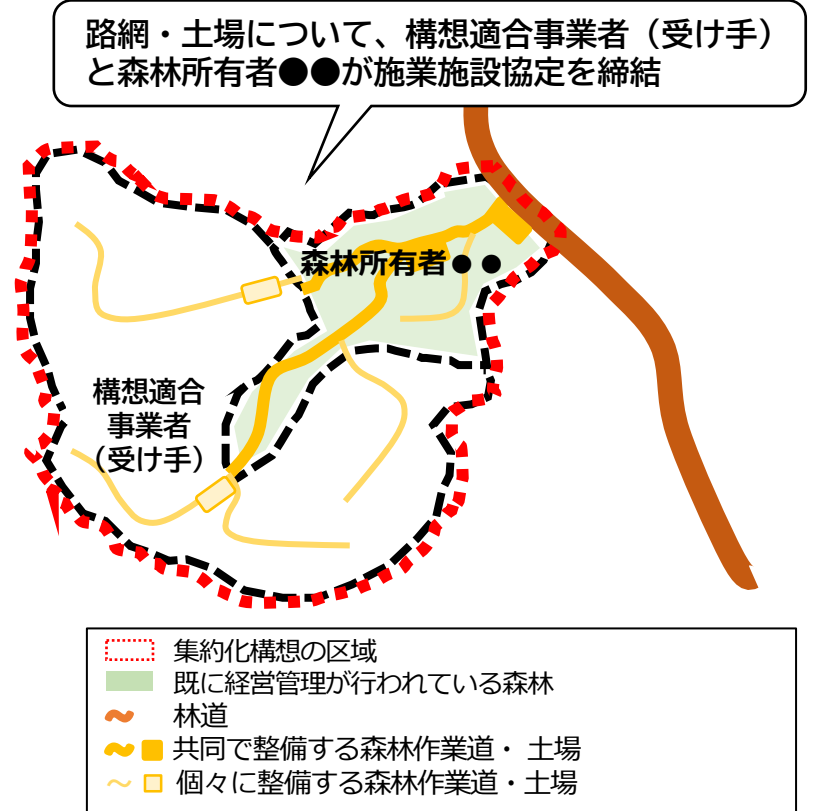 路網・土場について、構想適合事業者（受け手）
と森林所有者●●が施業施設協定を締結
森林所有者●●
構想適合
事業者
（受け手）
集約化構想の区域
既に経営管理が行われている森林
林道
共同で整備する森林作業道・ 土場
個々に整備する森林作業道・土場